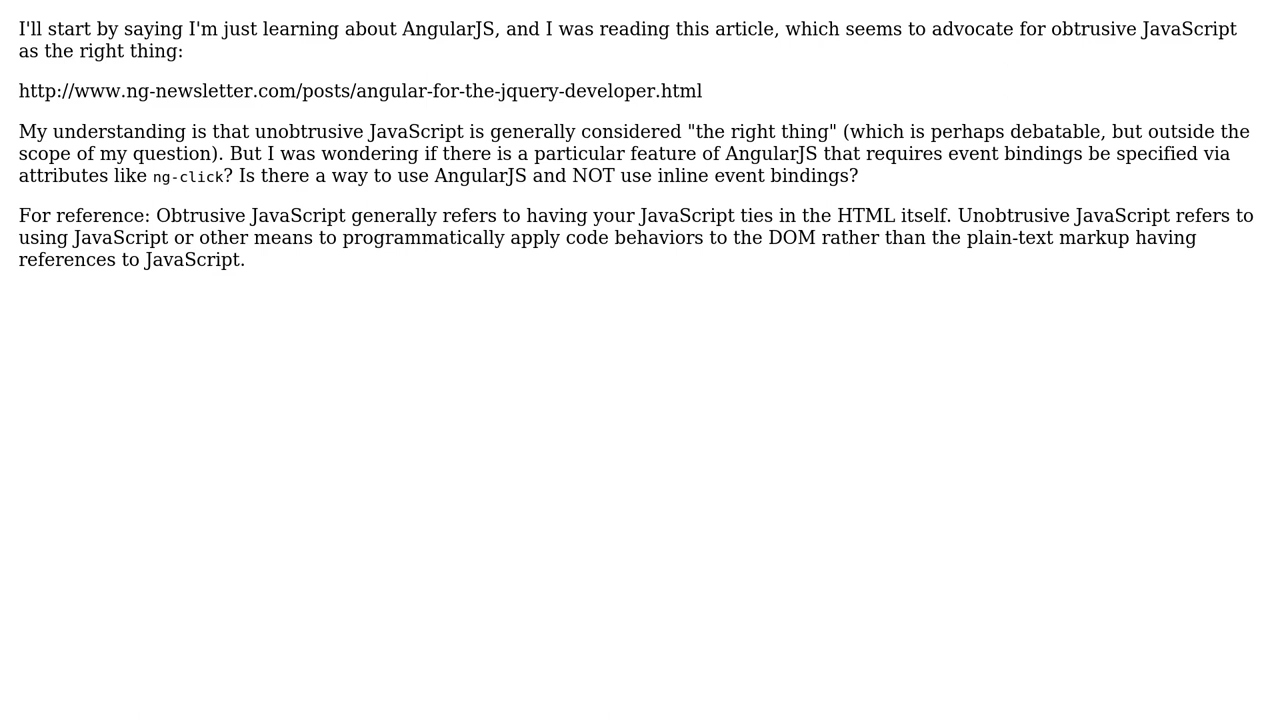 I'll start by saying I'm just learning about AngularJS, and I was reading this article, which seems to advocate for obtrusive JavaScript
as the right thing:
http://www.ng-newsletter.com/posts/angular-for-the-jquery-developer.html
My understanding is that unobtrusive JavaScript is generally considered "the right thing" (which is perhaps debatable, but outside the
scope of my question). But I was wondering if there is a particular feature of AngularJS that requires event bindings be specified via
attributes like ng-click? Is there a way to use AngularJS and NOT use inline event bindings?
For reference: Obtrusive JavaScript generally refers to having your JavaScript ties in the HTML itself. Unobtrusive JavaScript refers to
using JavaScript or other means to programmatically apply code behaviors to the DOM rather than the plain-text markup having
references to JavaScript.